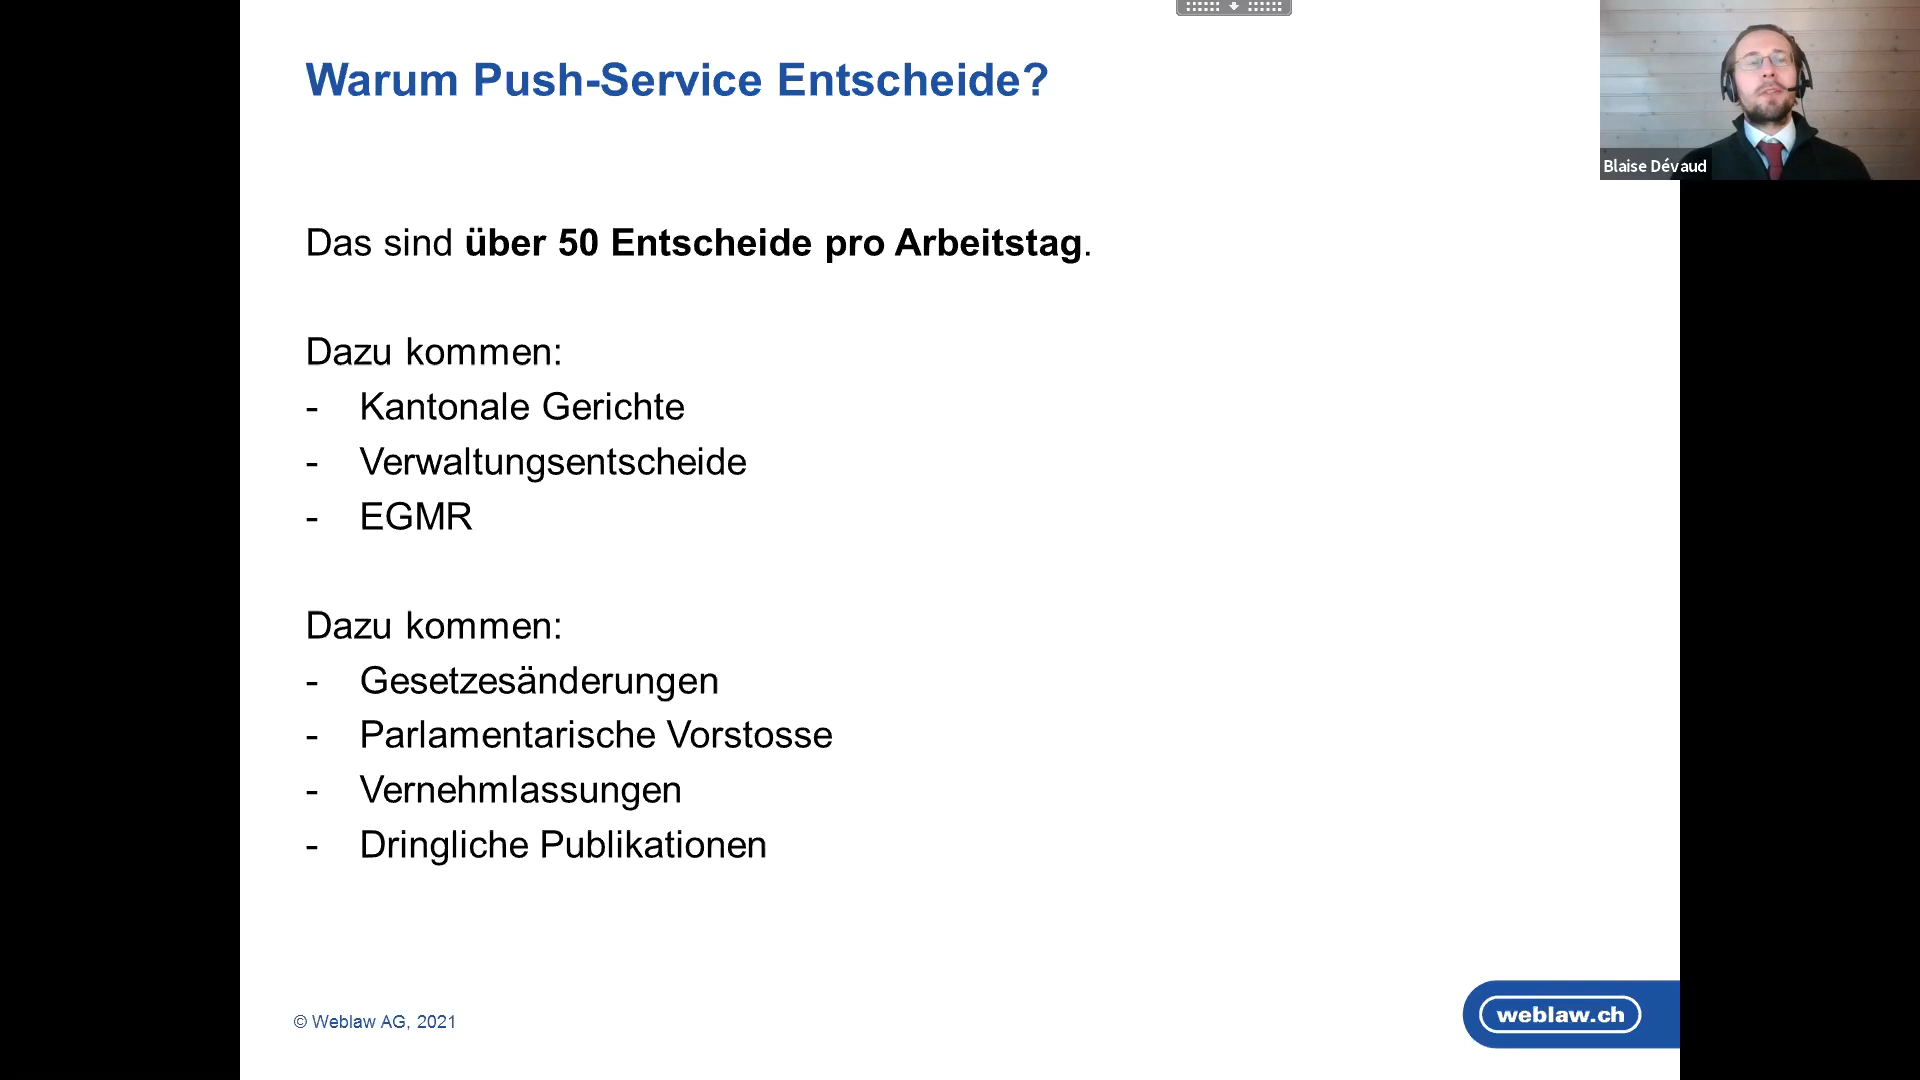 Warum Push-Service Entscheide?
Blaise Dévaud
Das sind über 50 Entscheide pro Arbeitstag.
Dazu kommen:
- Kantonale Gerichte
- Verwaltungsentscheide
- EGMR
Dazu kommen:
- Gesetzesänderungen
- Parlamentarische Vorstosse
- Vernehmlassungen
- Dringliche Publikationen
© Weblaw AG, 2021
weblaw.ch